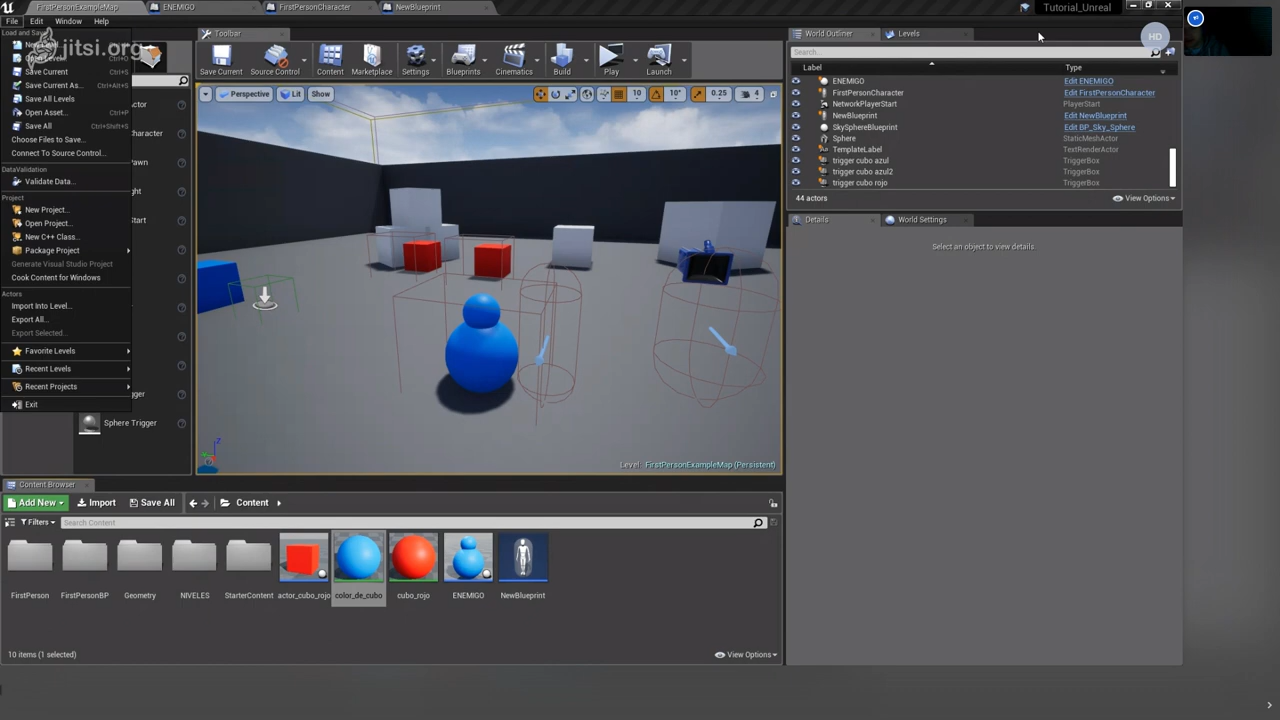 FirstPersonExampleMap
ENEMIGO
FirstPersonCharacter
NewBlueprint
Tutorial_Unreal
File
Edit
Window
Help
jitsi.org
HD
Load and Save
Save Current
Ctrl+S
Save Current As...
Ctrl+Alt+S
Save All Levels
Open Asset...
Ctrl+P
Save All
Ctrl+Shift+S
Choose Files to Save...
Connect To Source Control...
DataValidation
Validate Data...
Project
New Project...
Open Project...
New C++ Class...
Package Project
Generate Visual Studio Project
Cook Content for Windows
Actors
Import Into Level...
Export All...
Export Selected...
Favorite Levels
Recent Levels
Recent Projects
Exit
Sphere Trigger
Toolbar
Save Current
Source Control
Content
Marketplace
Settings
Blueprints
Cinematics
Build
Play
Launch
Perspective
Lit
Show
10
10°
0.25
4
Level: FirstPersonExampleMap (Persistent)
World Outliner
Levels
Search...
Label
Type
ENEMIGO
Edit ENEMIGO
FirstPersonCharacter
Edit FirstPersonCharacter
NetworkPlayerStart
PlayerStart
NewBlueprint
Edit NewBlueprint
SkySphereBlueprint
Edit BP_Sky_Sphere
Sphere
StaticMeshActor
TemplateLabel
TextRenderActor
trigger cubo azul
TriggerBox
trigger cubo azul2
TriggerBox
trigger cubo rojo
TriggerBox
44 actors
View Options
Details
World Settings
Select an object to view details.
Content Browser
Add New
Import
Save All
Content
Filters
Search Content
FirstPerson
FirstPersonBP
Geometry
NIVELES
StarterContent
actor_cubo_rojo
color_de_cubo
cubo_rojo
ENEMIGO
NewBlueprint
10 items (1 selected)
View Options